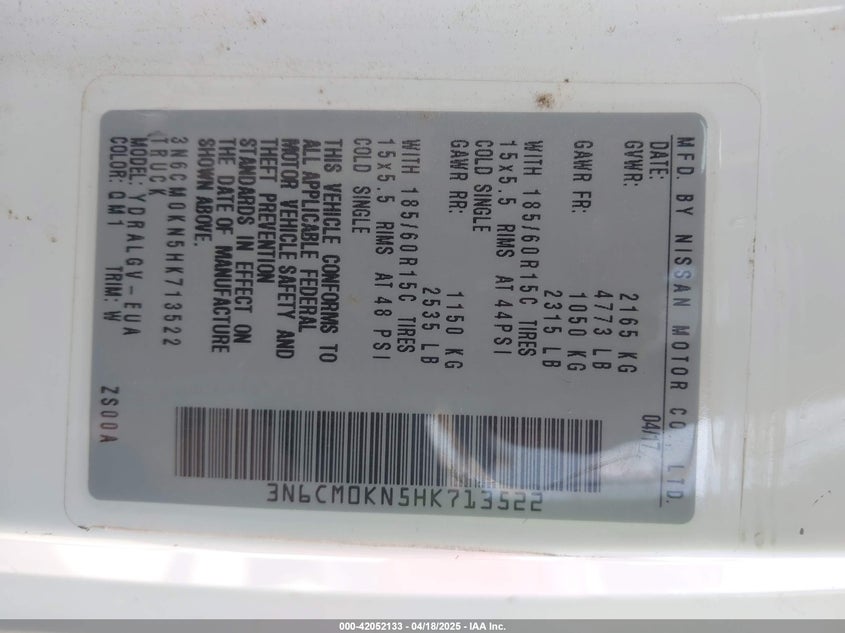 MFD. BY NISSAN MOTOR CO., LTD.
DATE: 04/17
GVWR: 2165 KG
4773 LB
GAWR FR: 1050 KG
2315 LB
WITH 185/60R15C TIRES
15x5.5 RIMS AT 44PSI
COLD SINGLE
GAWR RR: 1150 KG
2535 LB
WITH 185/60R15C TIRES
15x5.5 RIMS AT 48 PSI
COLD SINGLE
THIS VEHICLE CONFORMS TO
ALL APPLICABLE FEDERAL
MOTOR VEHICLE SAFETY AND
THEFT PREVENTION
STANDARDS IN EFFECT ON
THE DATE OF MANUFACTURE
SHOWN ABOVE.
3N6CM0KN5HK713522
TRUCK
MODEL: YDRALGV-EUA
COLOR: QM1 TRIM: W
ZS00A
3N6CM0KN5HK713522
000-42052133 - 04/18/2025 - IAA Inc.